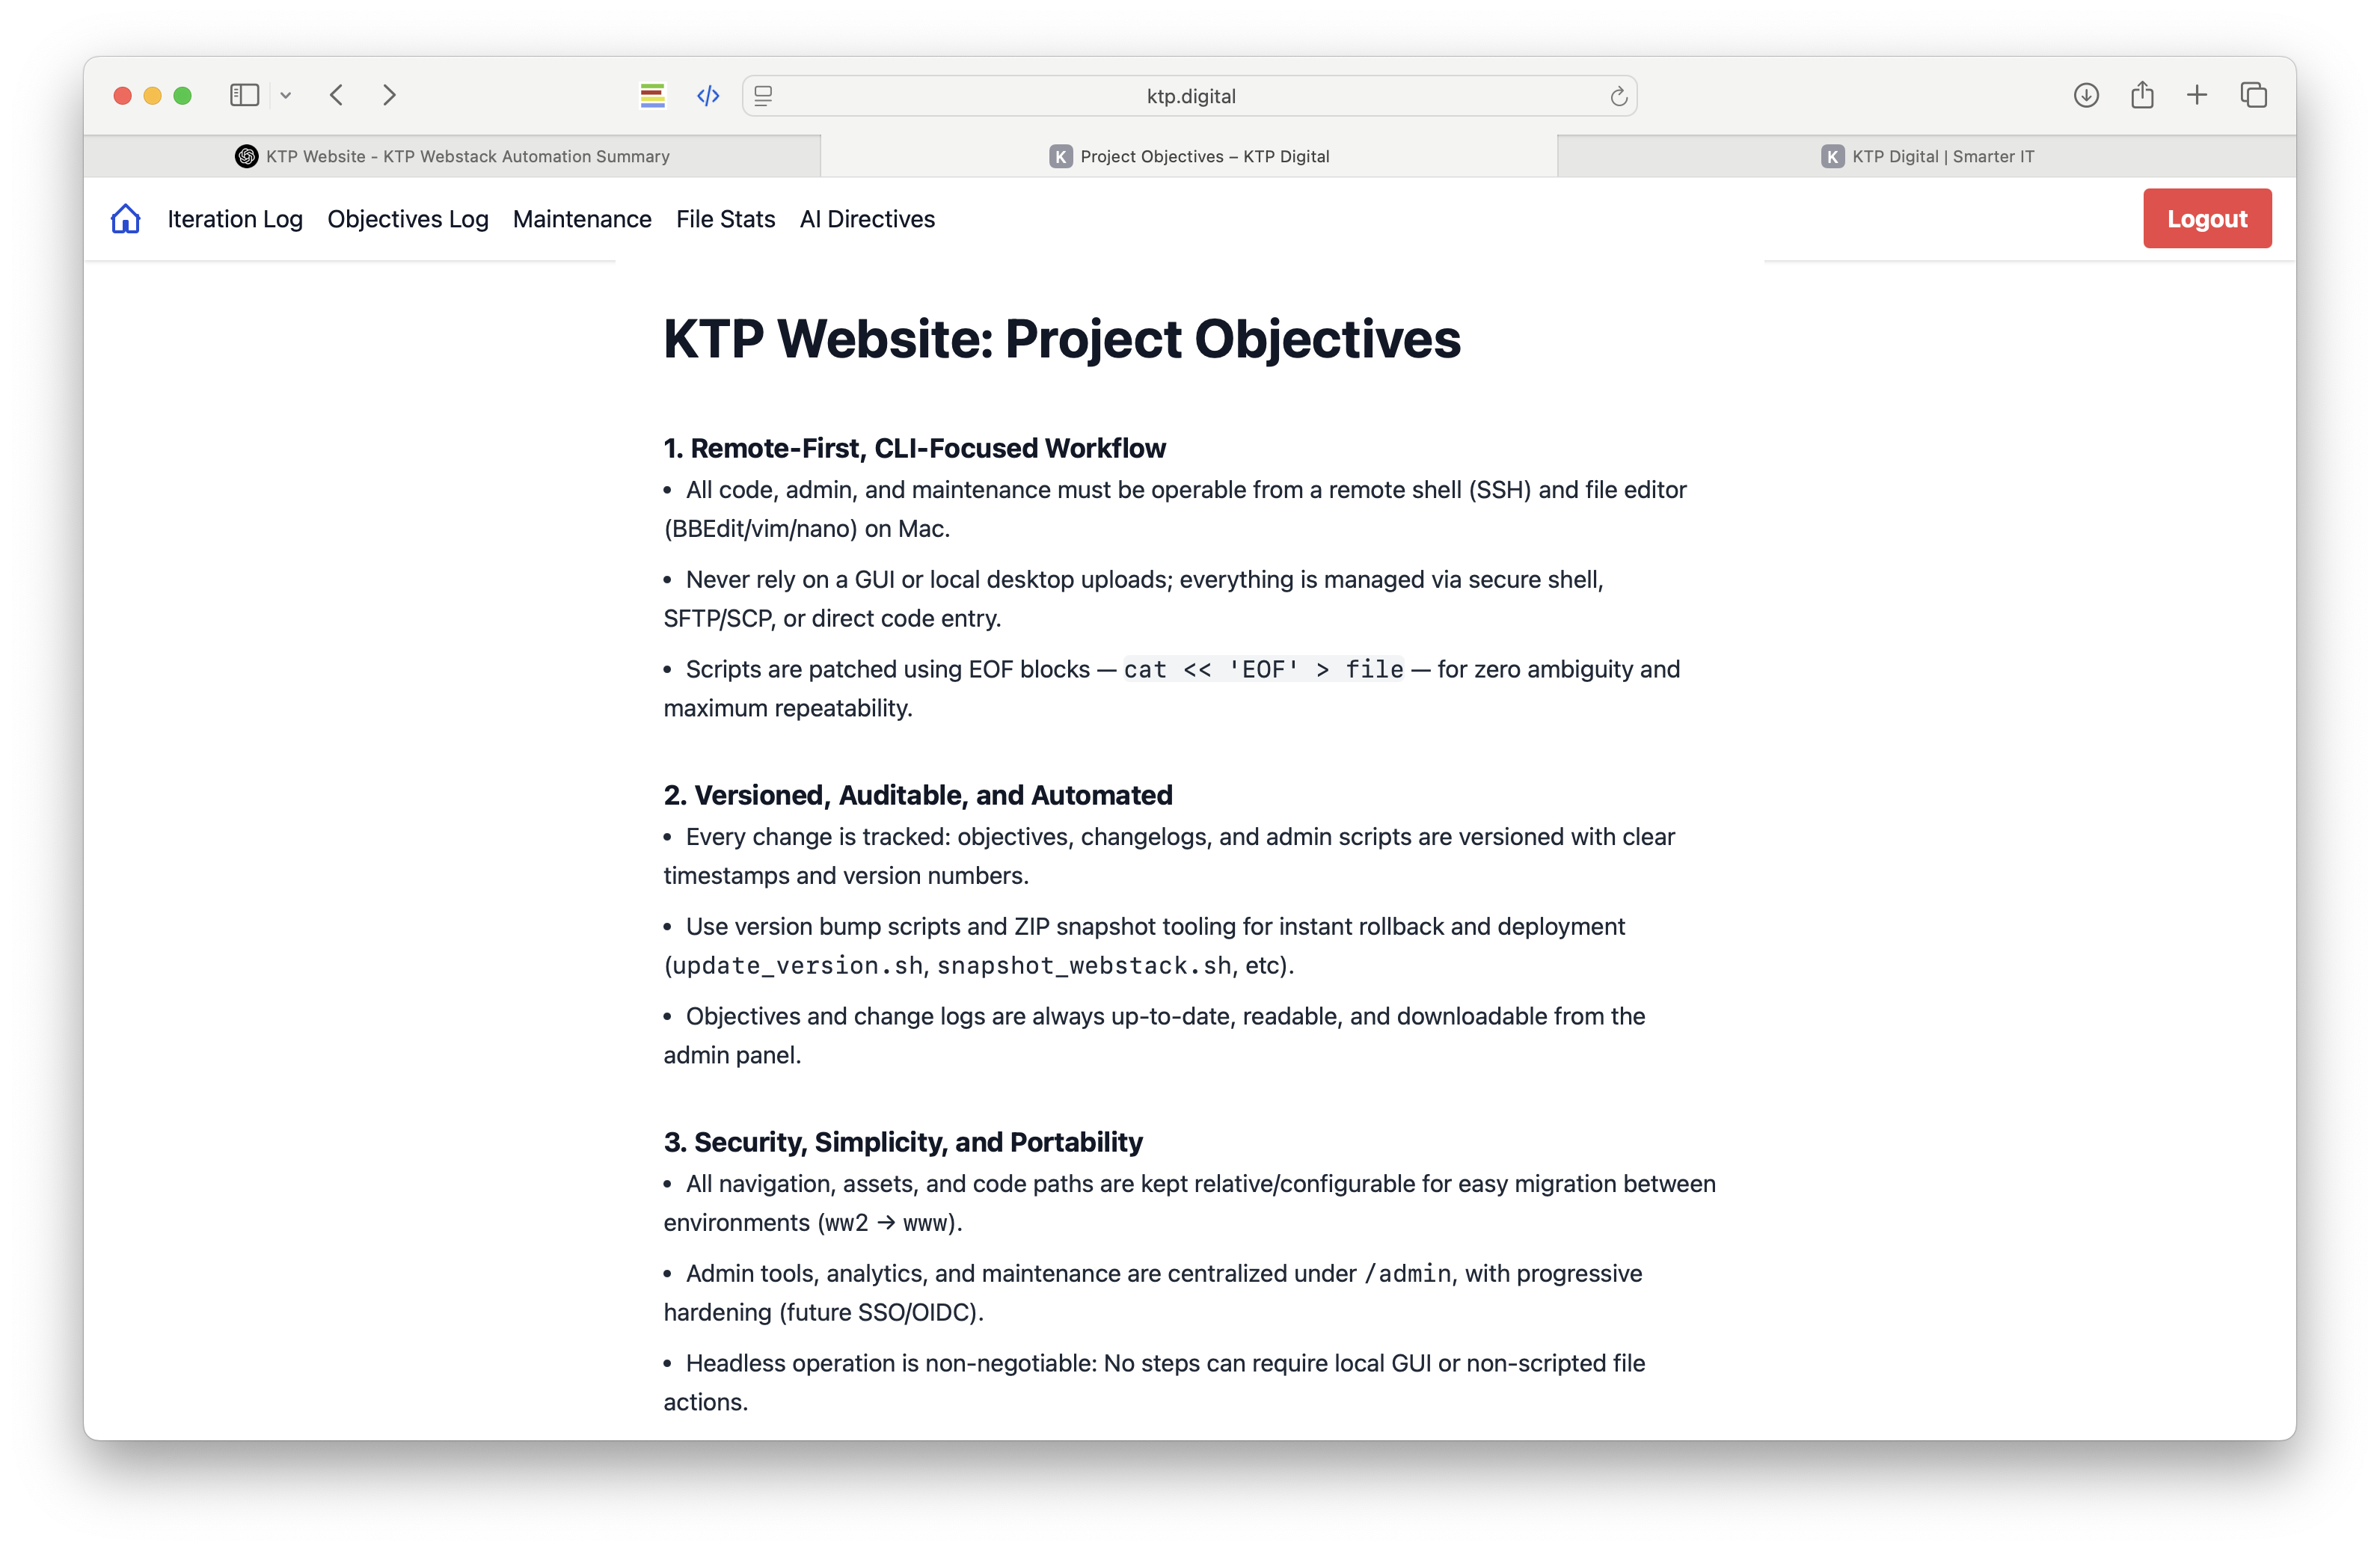 ktp.digital
KTP Website - KTP Webstack Automation Summary
K Project Objectives – KTP Digital
K KTP Digital | Smarter IT
Iteration Log Objectives Log Maintenance File Stats AI Directives
Logout
KTP Website: Project Objectives
1. Remote-First, CLI-Focused Workflow
• All code, admin, and maintenance must be operable from a remote shell (SSH) and file editor
(BBEdit/vim/nano) on Mac.
• Never rely on a GUI or local desktop uploads; everything is managed via secure shell,
SFTP/SCP, or direct code entry.
• Scripts are patched using EOF blocks — cat << 'EOF' > file — for zero ambiguity and
maximum repeatability.
2. Versioned, Auditable, and Automated
• Every change is tracked: objectives, changelogs, and admin scripts are versioned with clear
timestamps and version numbers.
• Use version bump scripts and ZIP snapshot tooling for instant rollback and deployment
(update_version.sh, snapshot_webstack.sh, etc).
• Objectives and change logs are always up-to-date, readable, and downloadable from the
admin panel.
3. Security, Simplicity, and Portability
• All navigation, assets, and code paths are kept relative/configurable for easy migration between
environments (ww2 → www).
• Admin tools, analytics, and maintenance are centralized under /admin, with progressive
hardening (future SSO/OIDC).
• Headless operation is non-negotiable: No steps can require local GUI or non-scripted file
actions.